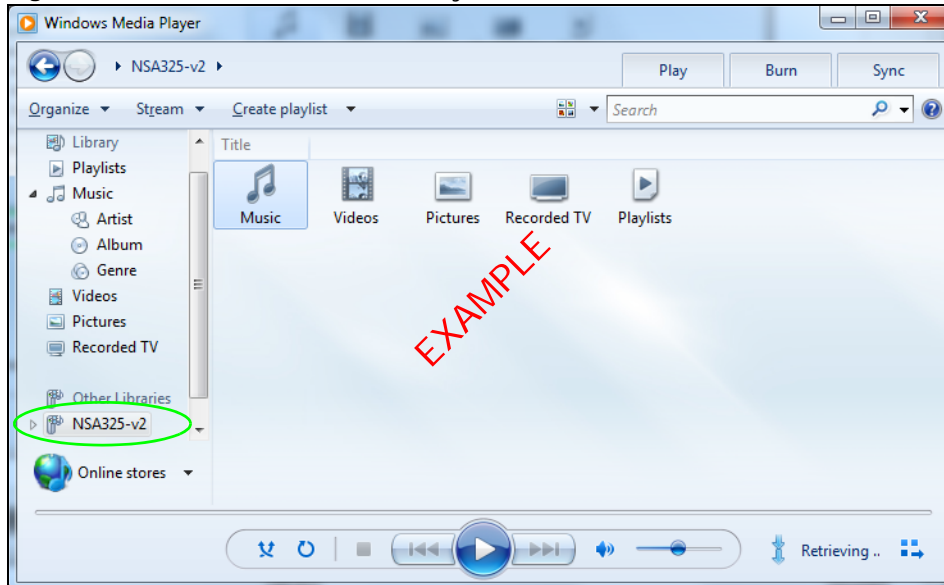 Windows Media Player
NSA325-v2
Play Burn Sync
Organize Stream Create playlist
Search
Library
Playlists
Music
Artist
Album
Genre
Videos
Pictures
Recorded TV
Other Libraries
NSA325-v2
Online stores
Title
Music Videos Pictures Recorded TV Playlists
EXAMPLE
Retrieving ..